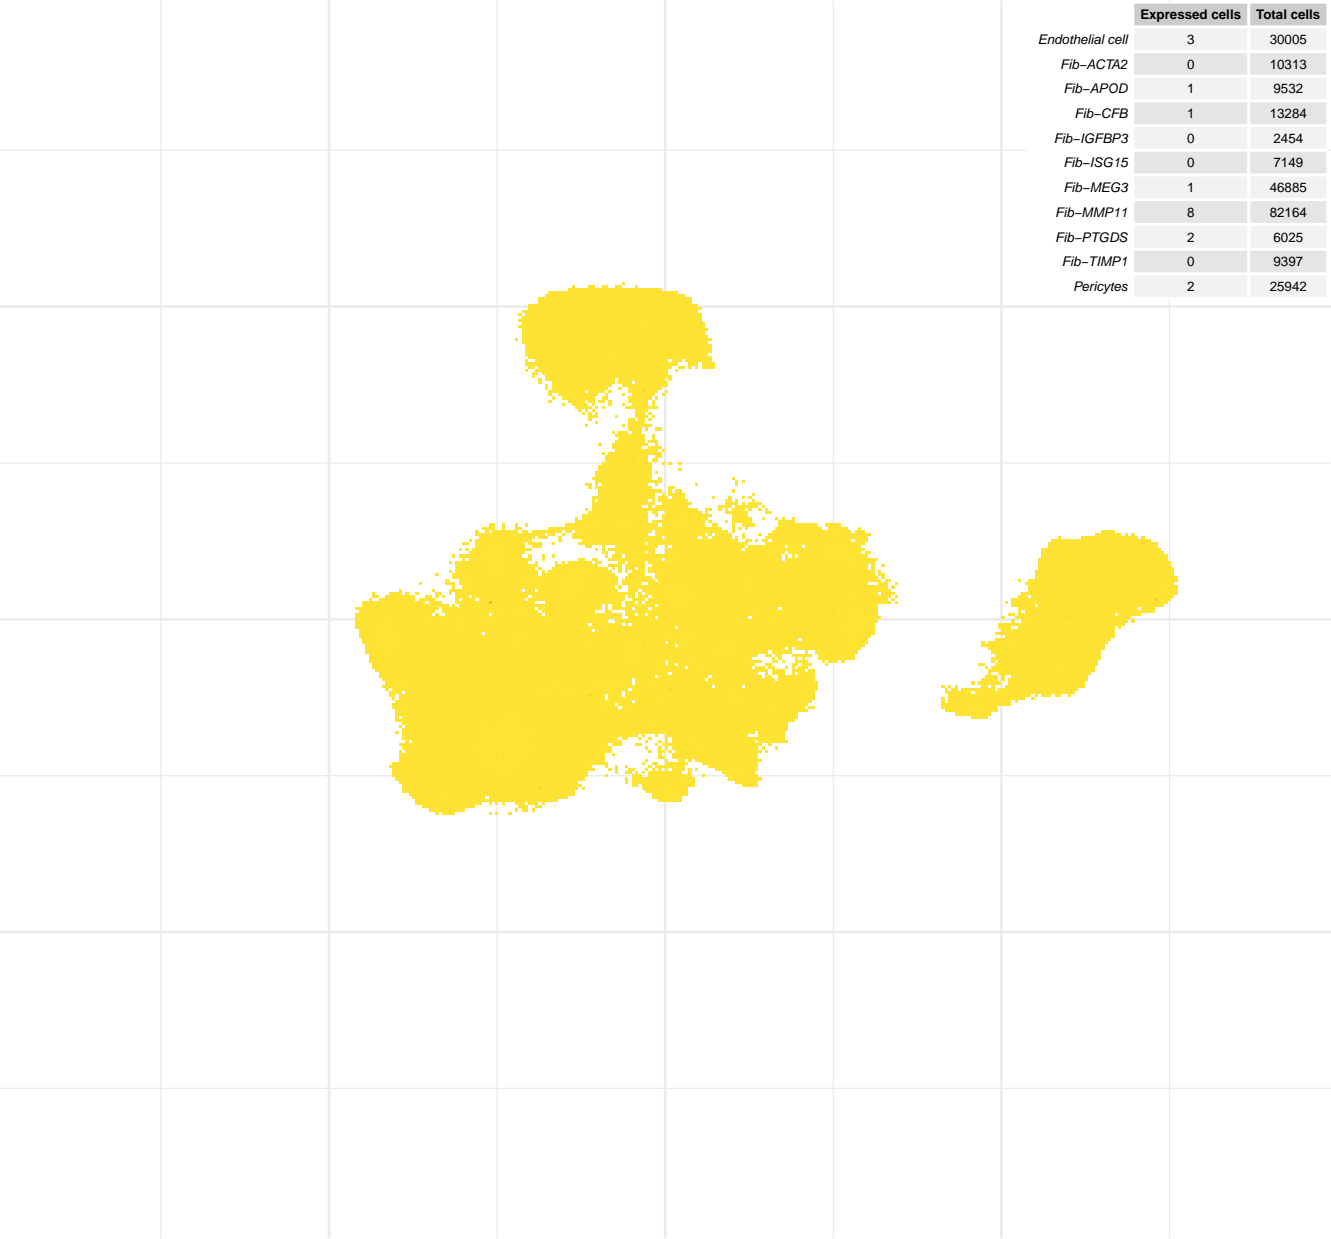 Expressed cells Total cells
Endothelial cell 3 30005
Fib−ACTA2 0 10313
Fib−APOD 1 9532
Fib−CFB 1 13284
Fib−IGFBP3 0 2454
Fib−ISG15 0 7149
Fib−MEG3 1 46885
Fib−MMP11 8 82164
Fib−PTGDS 2 6025
Fib−TIMP1 0 9397
Pericytes 2 25942